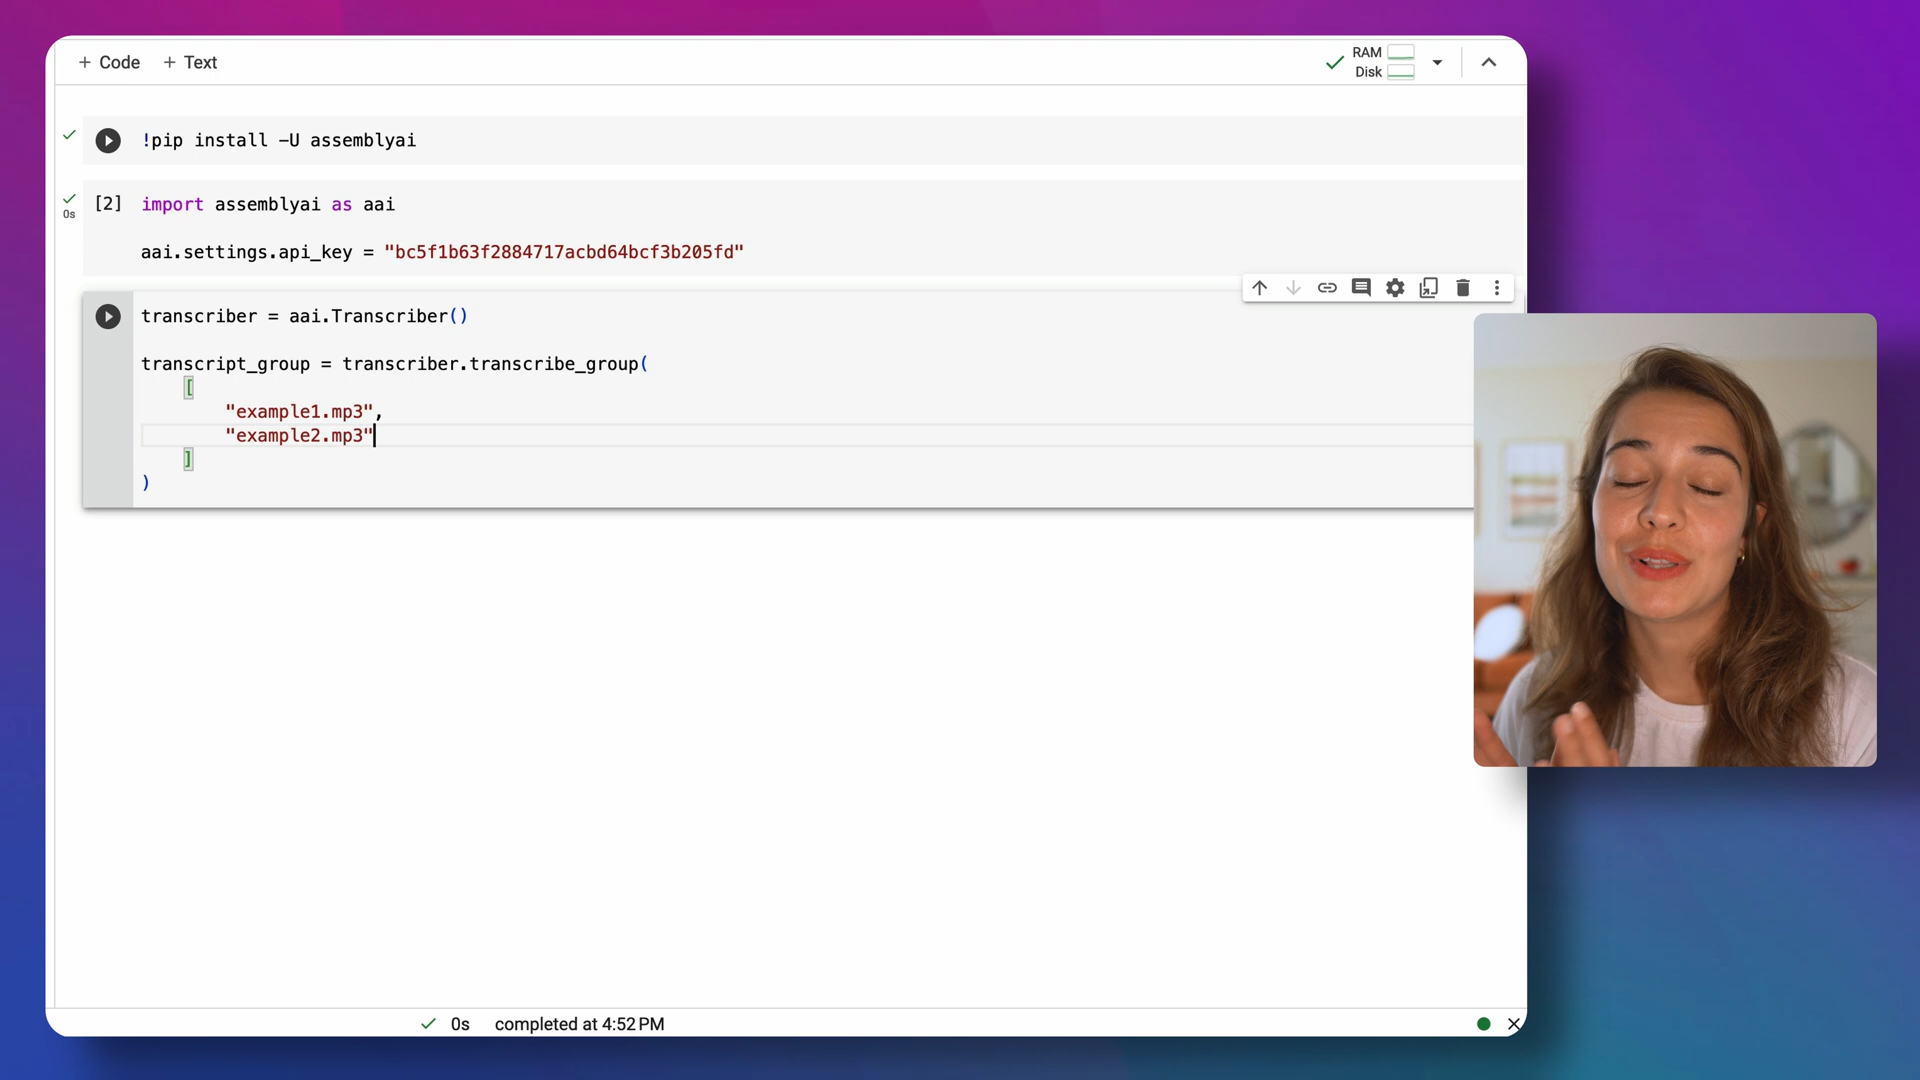 + Code + Text
RAM
Disk
!pip install -U assemblyai
0s
[2] import assemblyai as aai
aai.settings.api_key = "bc5f1b63f2884717acbd64bcf3b205fd"
transcriber = aai.Transcriber()
transcript_group = transcriber.transcribe_group(
[
"example1.mp3",
"example2.mp3"
]
)
0s completed at 4:52 PM